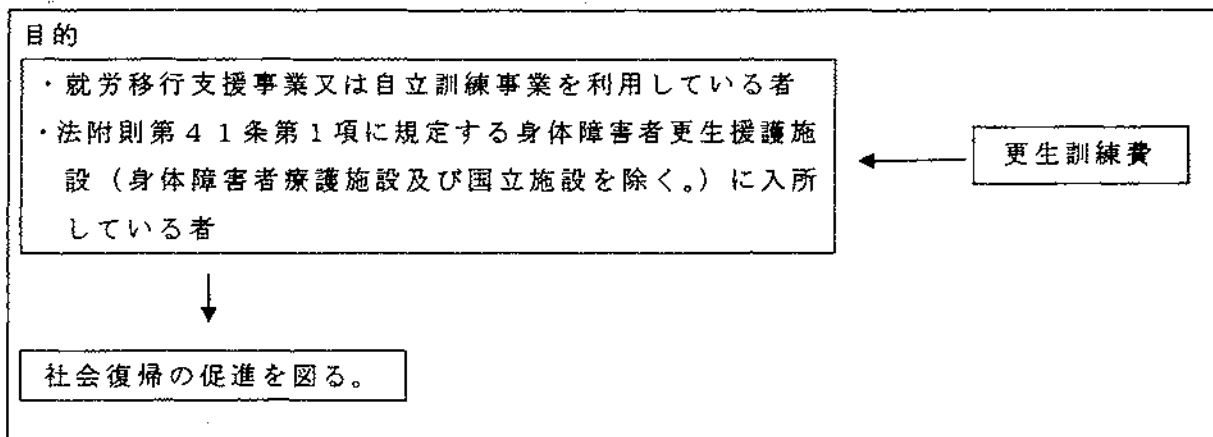 目的
・就労移行支援事業又は自立訓練事業を利用している者
・法附則第41条第1項に規定する身体障害者更生援護施
設（身体障害者療護施設及び国立施設を除く。）に入所
している者
更生訓練費
社会復帰の促進を図る。